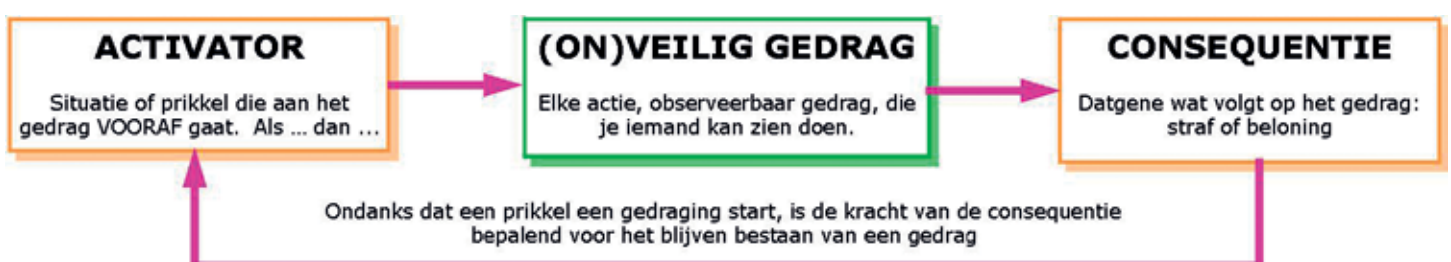 ACTIVATOR
Situatie of prikkel die aan het
gedrag VOORAF gaat. Als ... dan ...
(ON)VEILIG GEDRAG
Elke actie, observeerbaar gedrag, die
je iemand kan zien doen.
CONSEQUENTIE
Datgene wat volgt op het gedrag:
straf of beloning
Ondanks dat een prikkel een gedraging start, is de kracht van de consequentie
bepalend voor het blijven bestaan van een gedrag